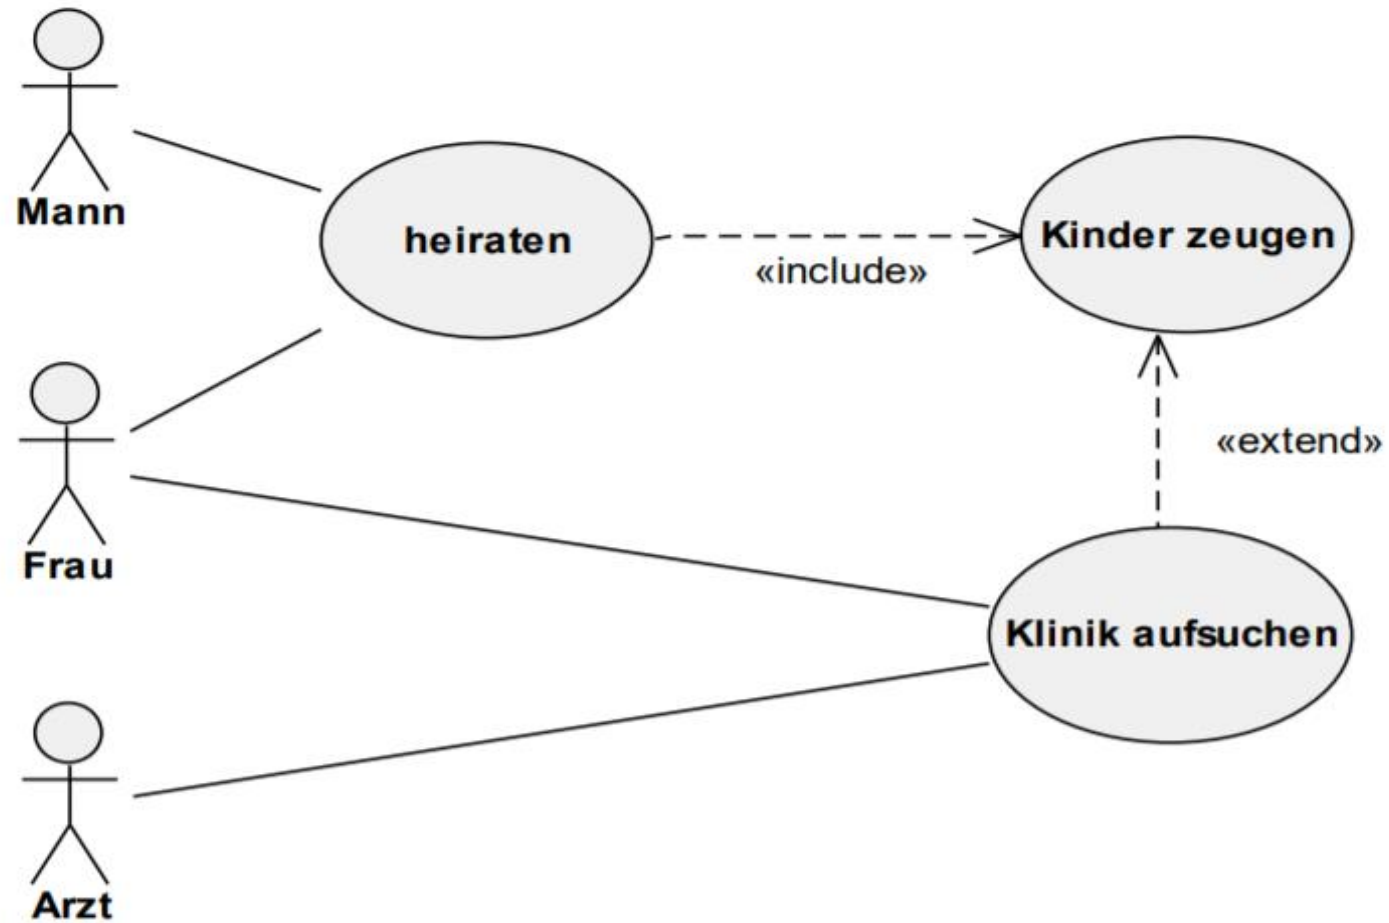 Mann
heiraten
«include»
Kinder zeugen
«extend»
Frau
Klinik aufsuchen
Arzt